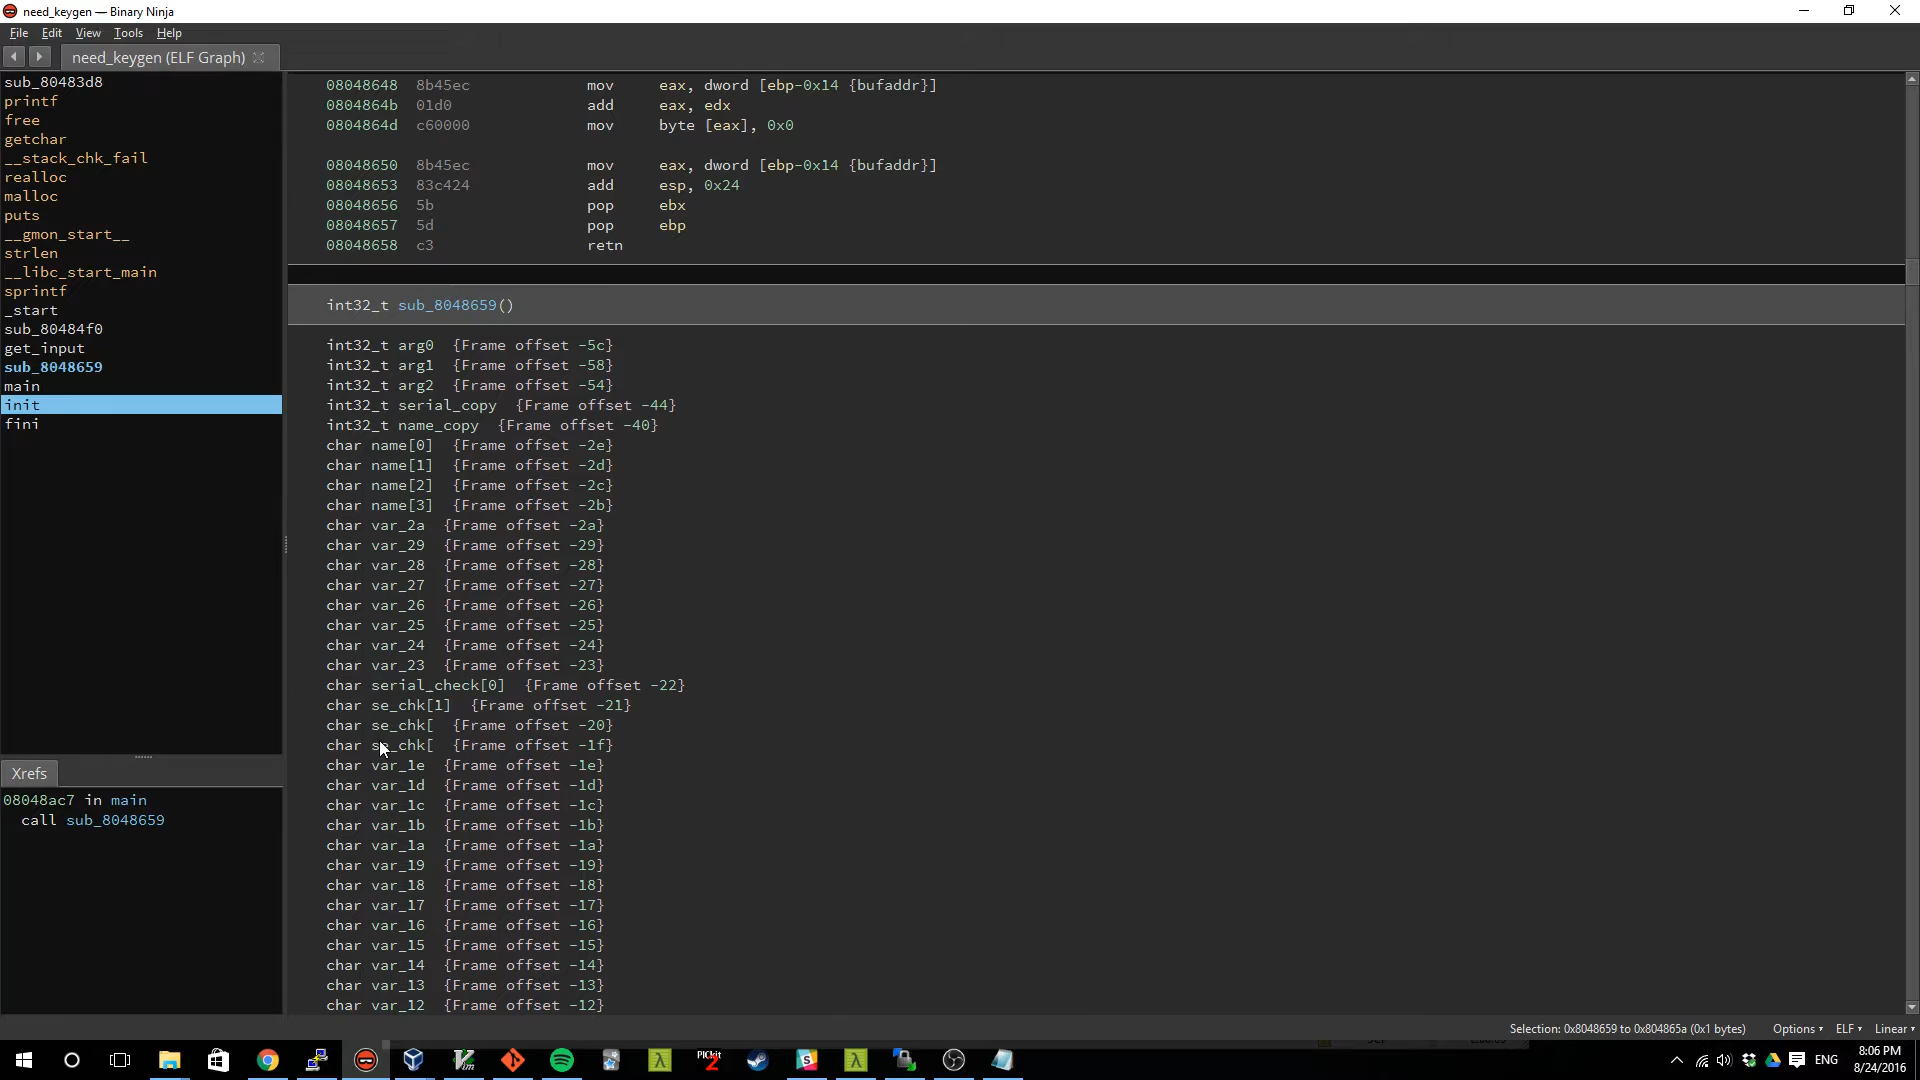 need_keygen — Binary Ninja
File Edit View Tools Help
need_keygen (ELF Graph)
sub_80483d8
printf
free
getchar
__stack_chk_fail
realloc
malloc
puts
__gmon_start__
strlen
__libc_start_main
sprintf
_start
sub_80484f0
get_input
sub_8048659
main
init
fini
Xrefs
08048ac7 in main
call sub_8048659
08048648 8b45ec mov eax, dword [ebp-0x14 {bufaddr}]
0804864b 01d0 add eax, edx
0804864d c60000 mov byte [eax], 0x0
08048650 8b45ec mov eax, dword [ebp-0x14 {bufaddr}]
08048653 83c424 add esp, 0x24
08048656 5b pop ebx
08048657 5d pop ebp
08048658 c3 retn
int32_t sub_8048659()
int32_t arg0 {Frame offset -5c}
int32_t arg1 {Frame offset -58}
int32_t arg2 {Frame offset -54}
int32_t serial_copy {Frame offset -44}
int32_t name_copy {Frame offset -40}
char name[0] {Frame offset -2e}
char name[1] {Frame offset -2d}
char name[2] {Frame offset -2c}
char name[3] {Frame offset -2b}
char var_2a {Frame offset -2a}
char var_29 {Frame offset -29}
char var_28 {Frame offset -28}
char var_27 {Frame offset -27}
char var_26 {Frame offset -26}
char var_25 {Frame offset -25}
char var_24 {Frame offset -24}
char var_23 {Frame offset -23}
char serial_check[0] {Frame offset -22}
char se_chk[1] {Frame offset -21}
char se_chk[ {Frame offset -20}
char se_chk[ {Frame offset -1f}
char var_1e {Frame offset -1e}
char var_1d {Frame offset -1d}
char var_1c {Frame offset -1c}
char var_1b {Frame offset -1b}
char var_1a {Frame offset -1a}
char var_19 {Frame offset -19}
char var_18 {Frame offset -18}
char var_17 {Frame offset -17}
char var_16 {Frame offset -16}
char var_15 {Frame offset -15}
char var_14 {Frame offset -14}
char var_13 {Frame offset -13}
char var_12 {Frame offset -12}
Selection: 0x8048659 to 0x804865a (0x1 bytes) Options ELF Linear
PICkit 2
ENG
8:06 PM
8/24/2016